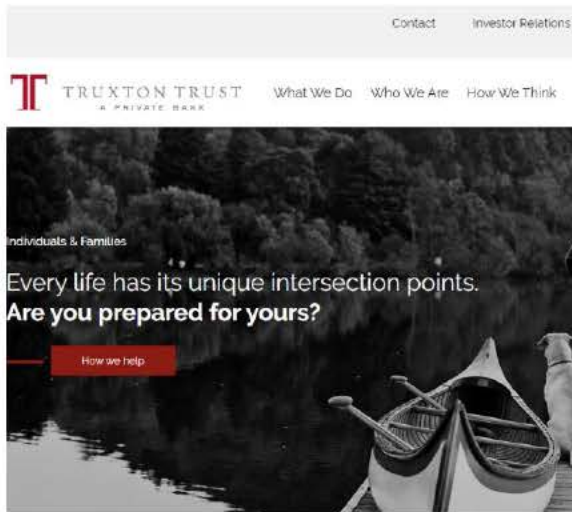 Contact Investor Relations
TRUXTON TRUST
A PRIVATE BANK
What We Do Who We Are How We Think
Individuals & Families
Every life has its unique intersection points.
Are you prepared for yours?
How we help